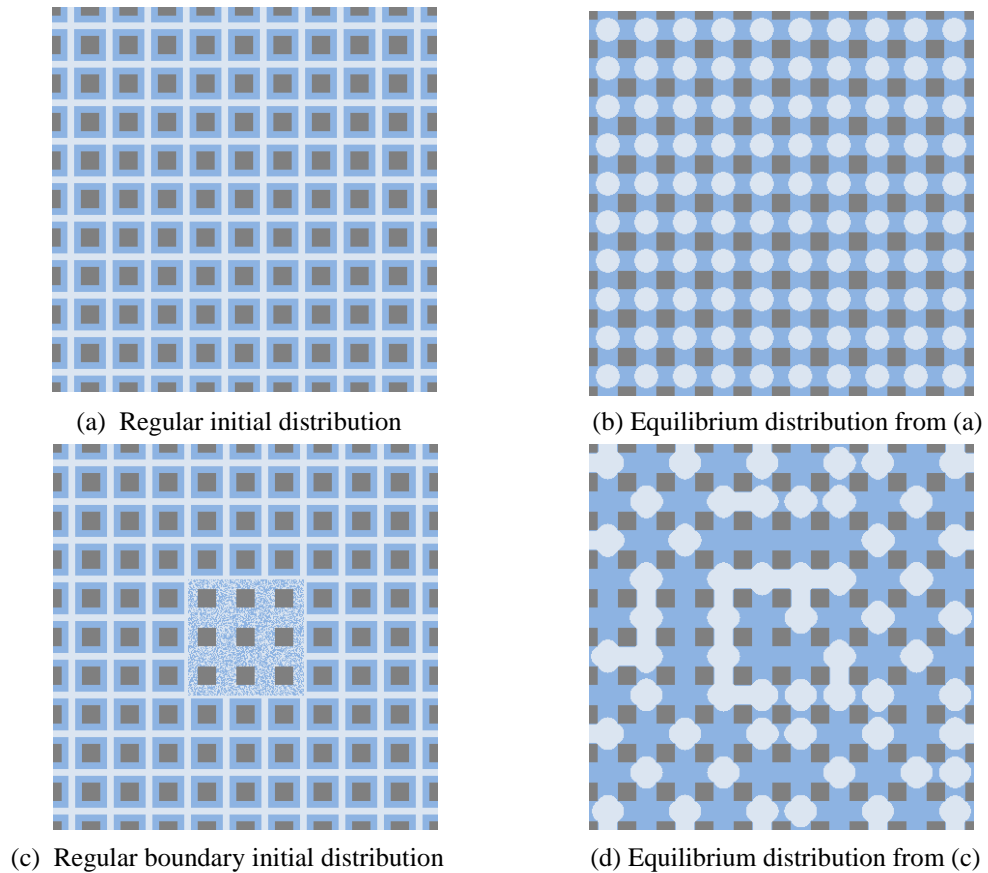 (a) Regular initial distribution
(b) Equilibrium distribution from (a)
(c) Regular boundary initial distribution
(d) Equilibrium distribution from (c)